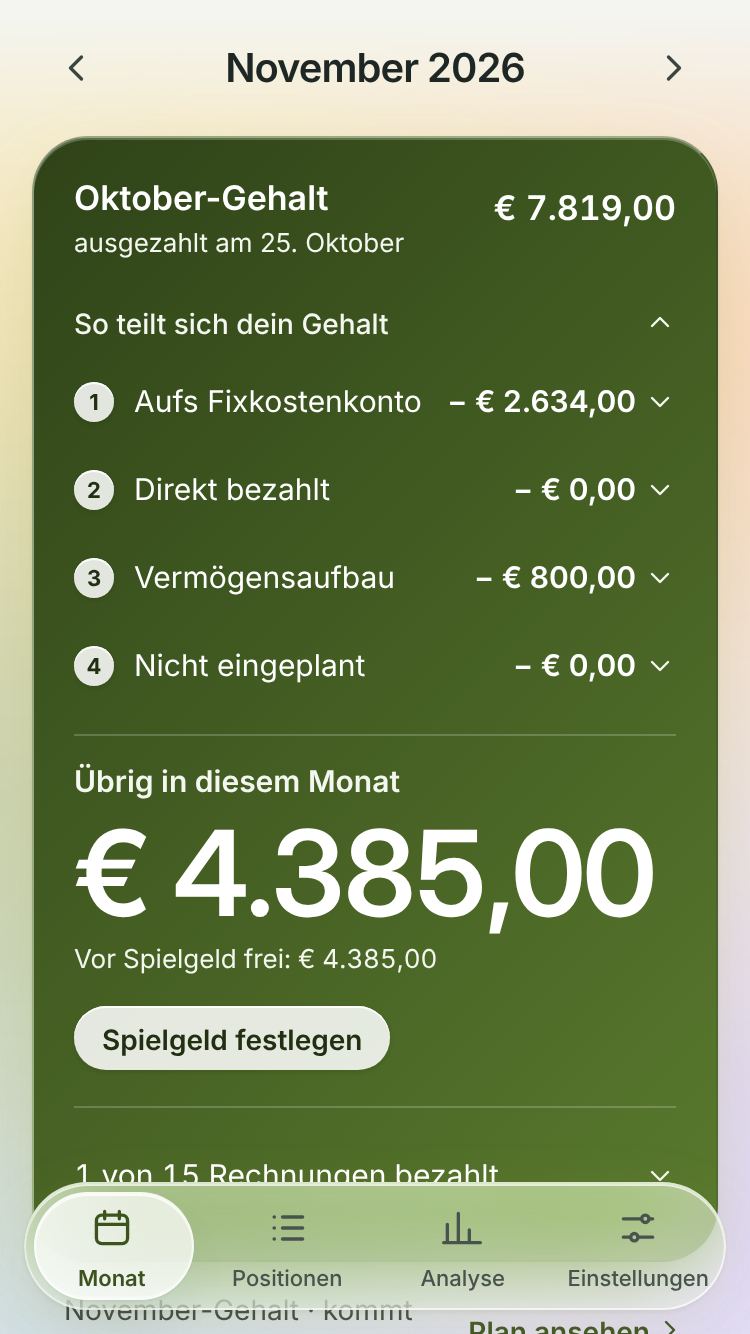 November 2026
Oktober-Gehalt
€ 7.819,00
ausgezahlt am 25. Oktober
So teilt sich dein Gehalt
1 Aufs Fixkostenkonto – € 2.634,00
2 Direkt bezahlt – € 0,00
3 Vermögensaufbau – € 800,00
4 Nicht eingeplant – € 0,00
Übrig in diesem Monat
€ 4.385,00
Vor Spielgeld frei: € 4.385,00
Spielgeld festlegen
1 von 15 Rechnungen bezahlt
Monat Positionen Analyse Einstellungen
November-Gehalt · kommt
Plan ansehen